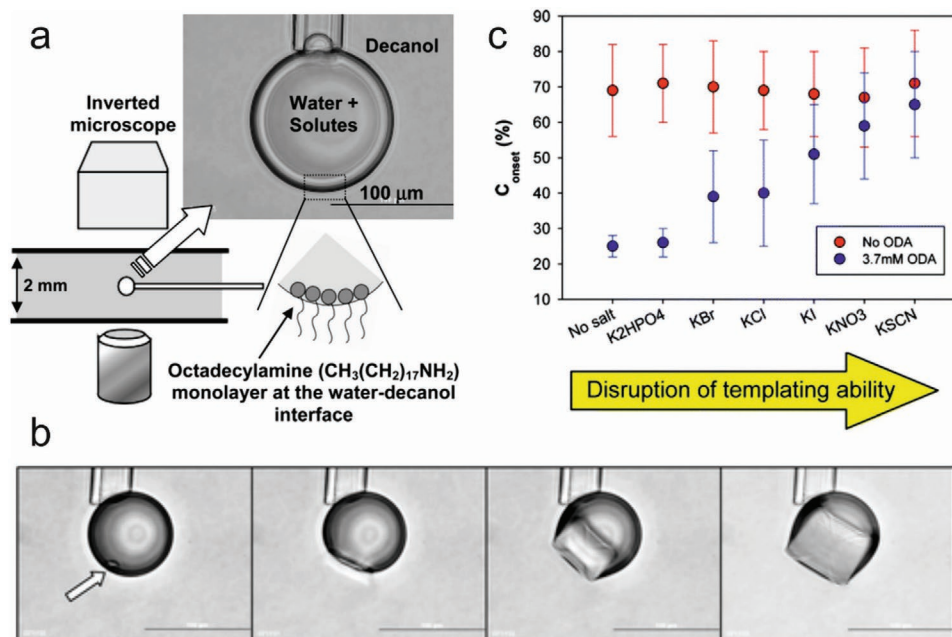 a
Decanol
Water +
Solutes
100 μm
Inverted
microscope
2 mm
Octadecylamine (CH3(CH2)17NH2)
monolayer at the water-decanol
interface
c
C onset (%)
90
80
70
60
50
40
30
20
10
No ODA
3.7mM ODA
No salt
K2HPO4
KBr
KCl
KI
KNO3
KSCN
Disruption of templating ability
b